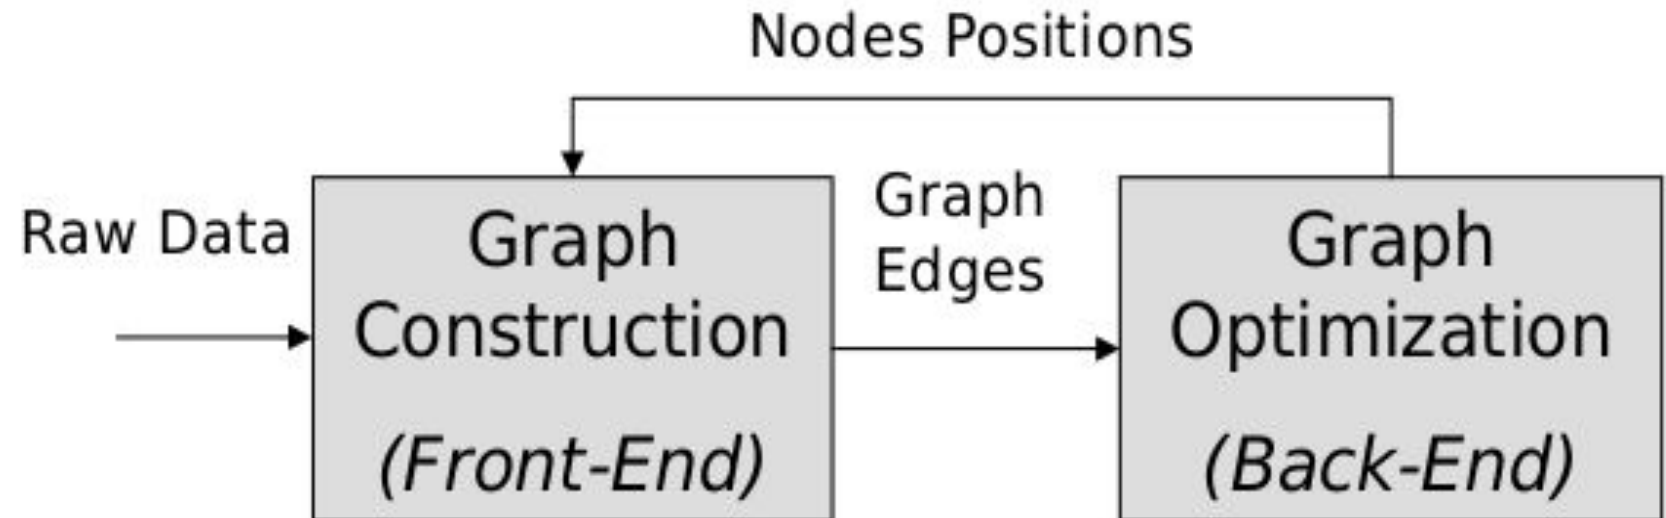 Nodes Positions
Raw Data
Graph
Construction
(Front-End)
Graph
Edges
Graph
Optimization
(Back-End)